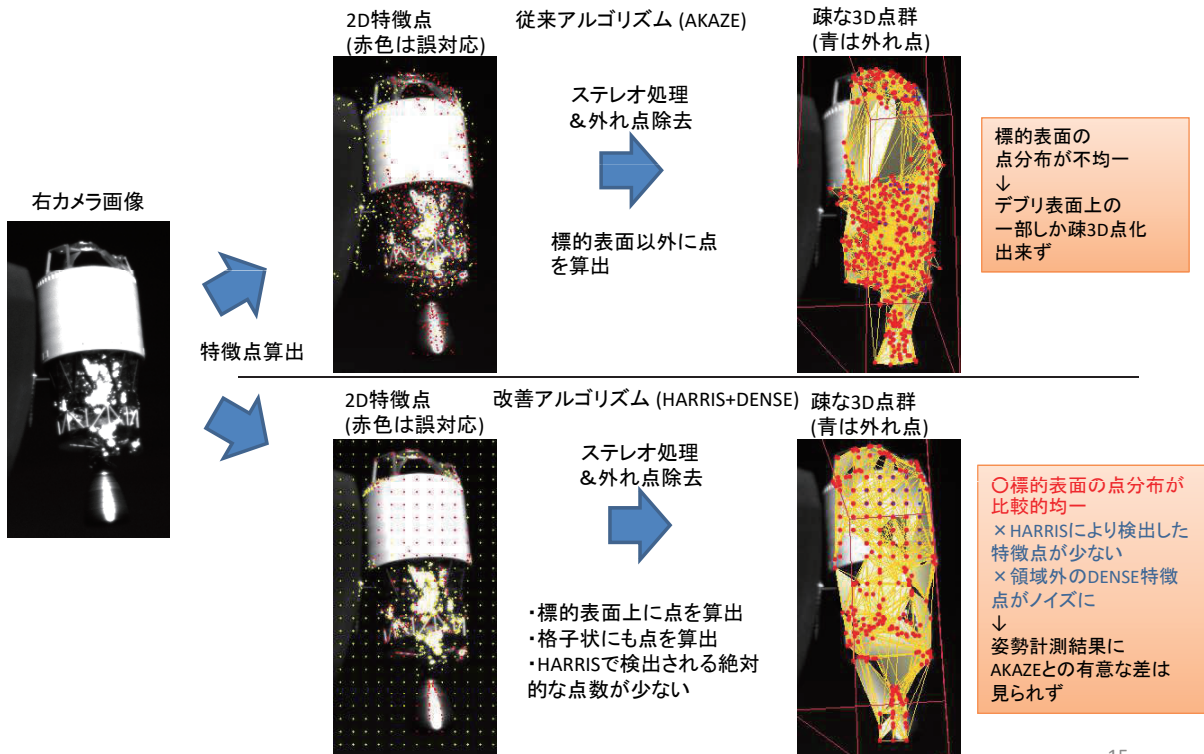 右カメラ画像
特徴点算出
2D特徴点
(赤色は誤対応)
従来アルゴリズム (AKAZE)
ステレオ処理
&外れ点除去
標的表面以外に点
を算出
疎な3D点群
(青は外れ点)
標的表面の
点分布が不均一
↓
デブリ表面上の
一部しか疎3D点化
出来ず
2D特徴点
(赤色は誤対応)
改善アルゴリズム (HARRIS+DENSE)
ステレオ処理
&外れ点除去
・標的表面上に点を算出
・格子状にも点を算出
・HARRISで検出される絶対
的な点数が少ない
疎な3D点群
(青は外れ点)
〇標的表面の点分布が
比較的均一
×HARRISにより検出した
特徴点が少ない
×領域外のDENSE特徴
点がノイズに
↓
姿勢計測結果に
AKAZEとの有意な差は
見られず
15